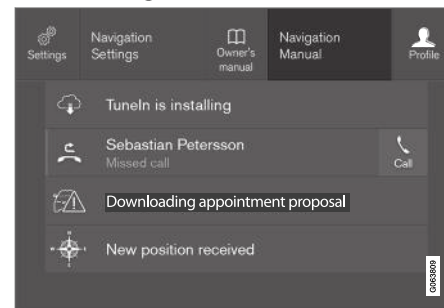 Settings
Navigation
Settings
Owner's
manual
Navigation
Manual
Profile
TuneIn is installing
Sebastian Petersson
Missed call
Call
Downloading appointment proposal
New position received
G063809